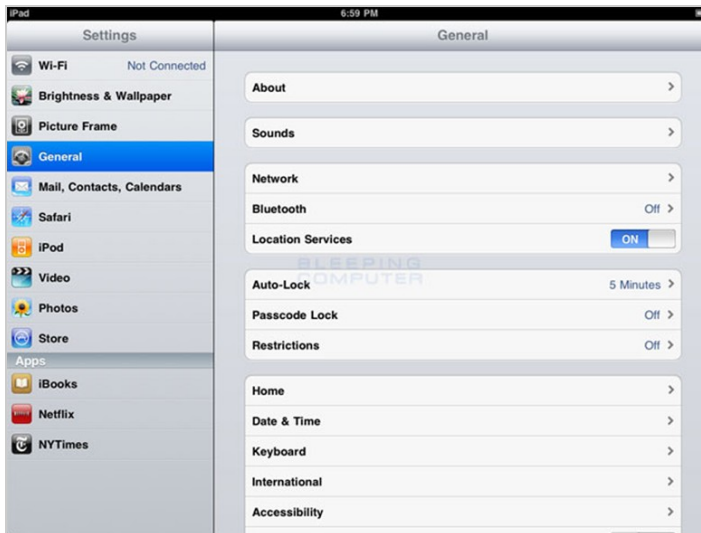 iPad 6:59 PM
Settings
General
Wi-Fi Not Connected
Brightness & Wallpaper
Picture Frame
General
Mail, Contacts, Calendars
Safari
iPod
Video
Photos
Store
Apps
iBooks
Netflix
NYTimes
About
Sounds
Network
Bluetooth Off
Location Services ON
BLEEPING
COMPUTER
Auto-Lock 5 Minutes
Passcode Lock Off
Restrictions Off
Home
Date & Time
Keyboard
International
Accessibility